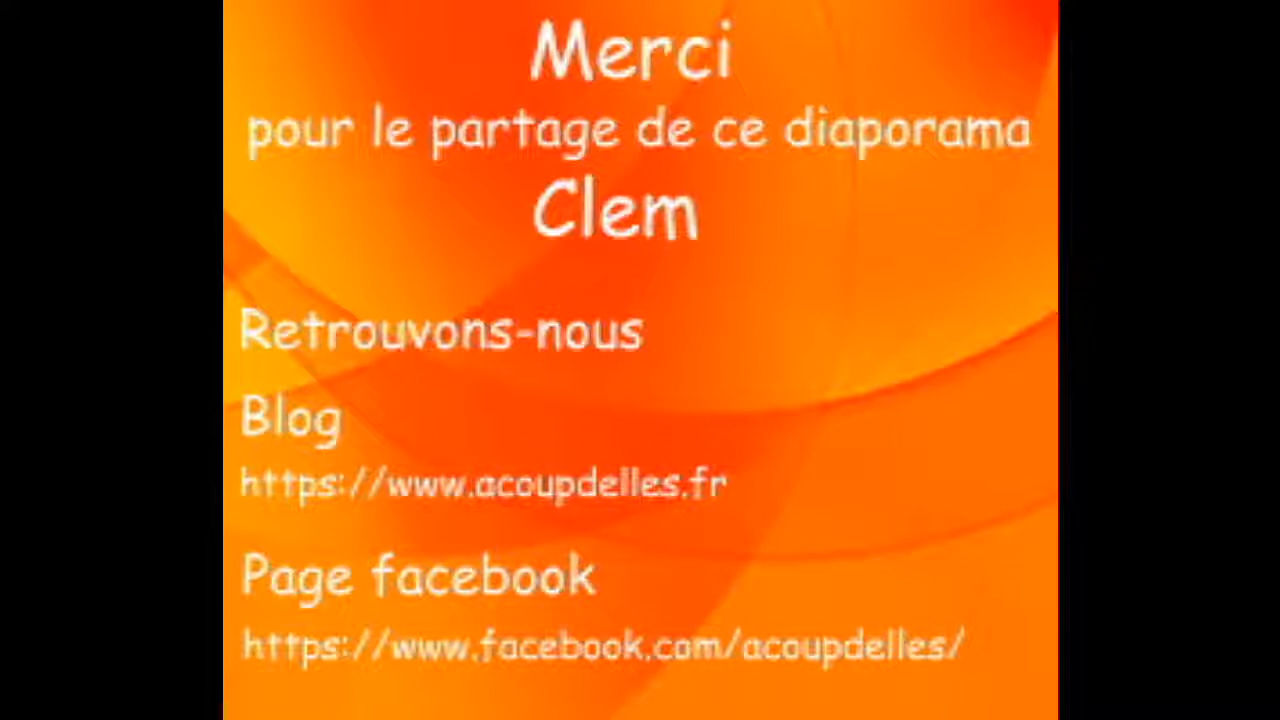 Merci
pour le partage de ce diaporama
Clem
Retrouvons-nous
Blog
https://www.acoupdelles.fr
Page facebook
https://www.facebook.com/acoupdelles/